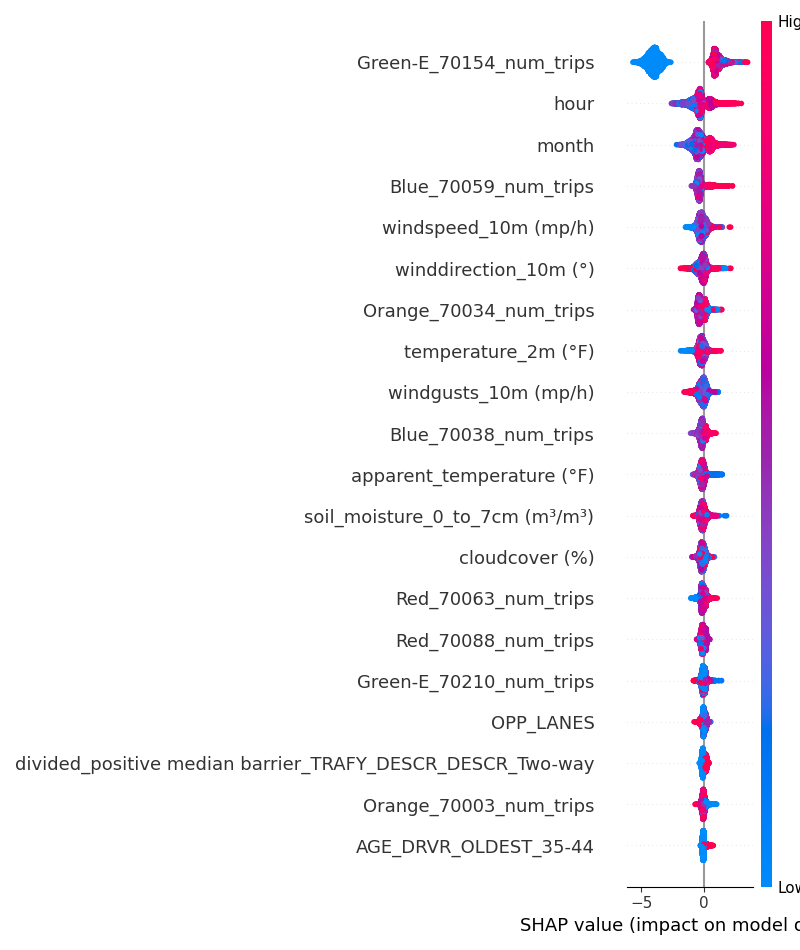 High
Green-E_70154_num_trips
hour
month
Blue_70059_num_trips
windspeed_10m (mp/h)
winddirection_10m (°)
Orange_70034_num_trips
temperature_2m (°F)
windgusts_10m (mp/h)
Blue_70038_num_trips
apparent_temperature (°F)
soil_moisture_0_to_7cm (m³/m³)
cloudcover (%)
Red_70063_num_trips
Red_70088_num_trips
Green-E_70210_num_trips
OPP_LANES
divided_positive median barrier_TRAFY_DESCR_DESCR_Two-way
Orange_70003_num_trips
AGE_DRVR_OLDEST_35-44
Low
−5 0
SHAP value (impact on model